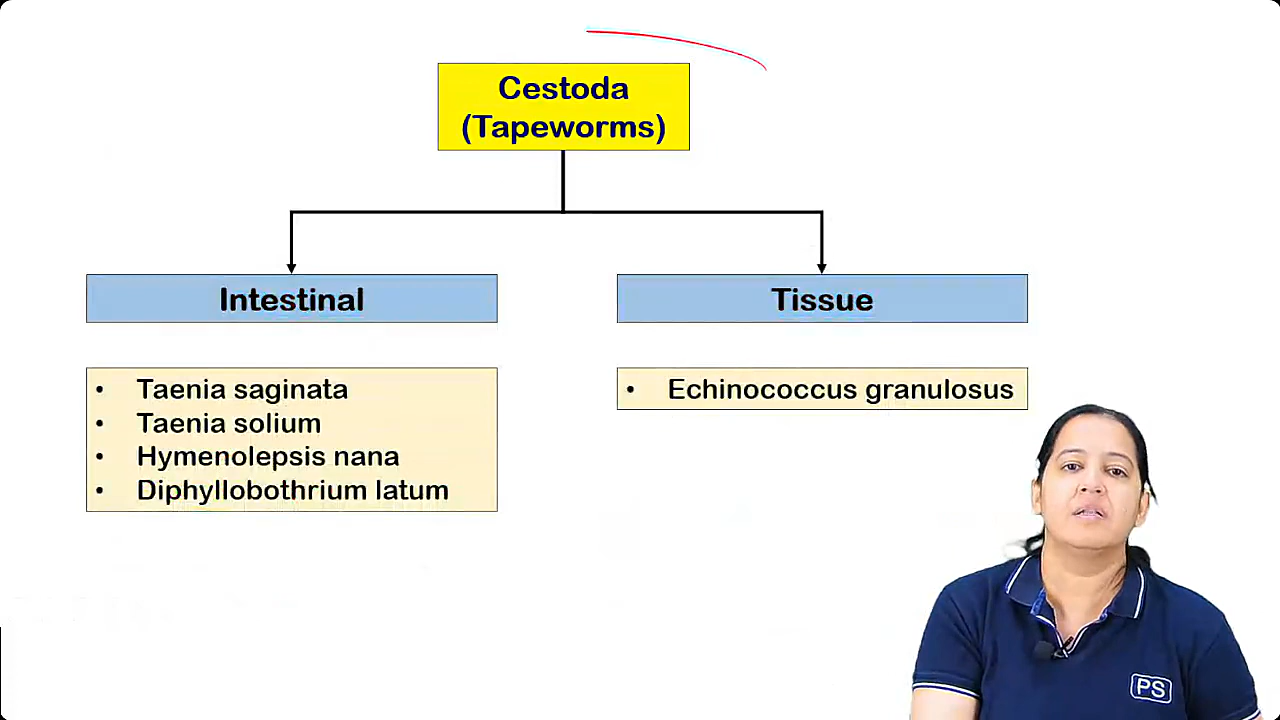 Cestoda
(Tapeworms)
Intestinal
Tissue
• Taenia saginata
• Taenia solium
• Hymenolepsis nana
• Diphyllobothrium latum
• Echinococcus granulosus
PS